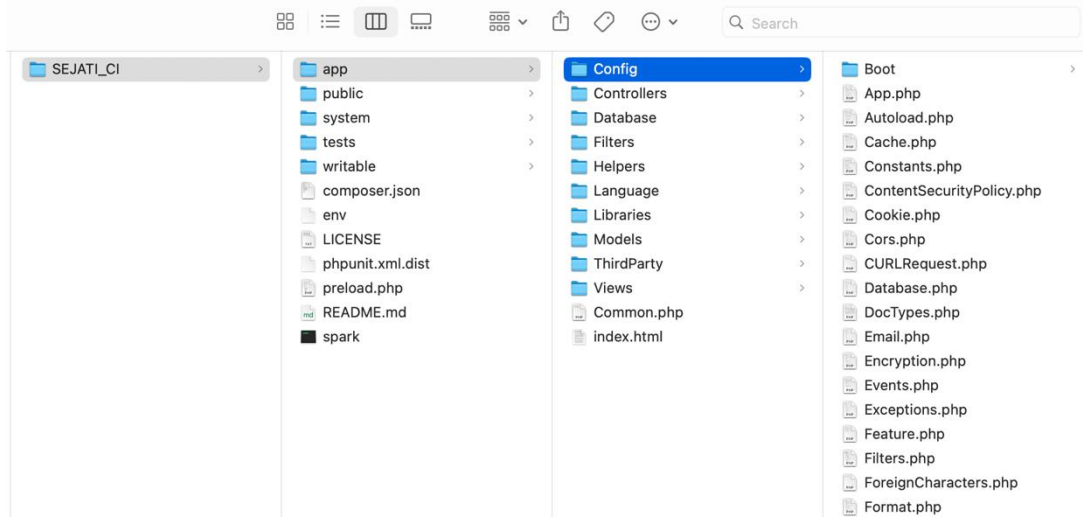 Search
SEJATI_CI
app
public
system
tests
writable
composer.json
env
LICENSE
phpunit.xml.dist
preload.php
README.md
spark
Config
Controllers
Database
Filters
Helpers
Language
Libraries
Models
ThirdParty
Views
Common.php
index.html
Boot
App.php
Autoload.php
Cache.php
Constants.php
ContentSecurityPolicy.php
Cookie.php
Cors.php
CURLRequest.php
Database.php
DocTypes.php
Email.php
Encryption.php
Events.php
Exceptions.php
Feature.php
Filters.php
ForeignCharacters.php
Format.php